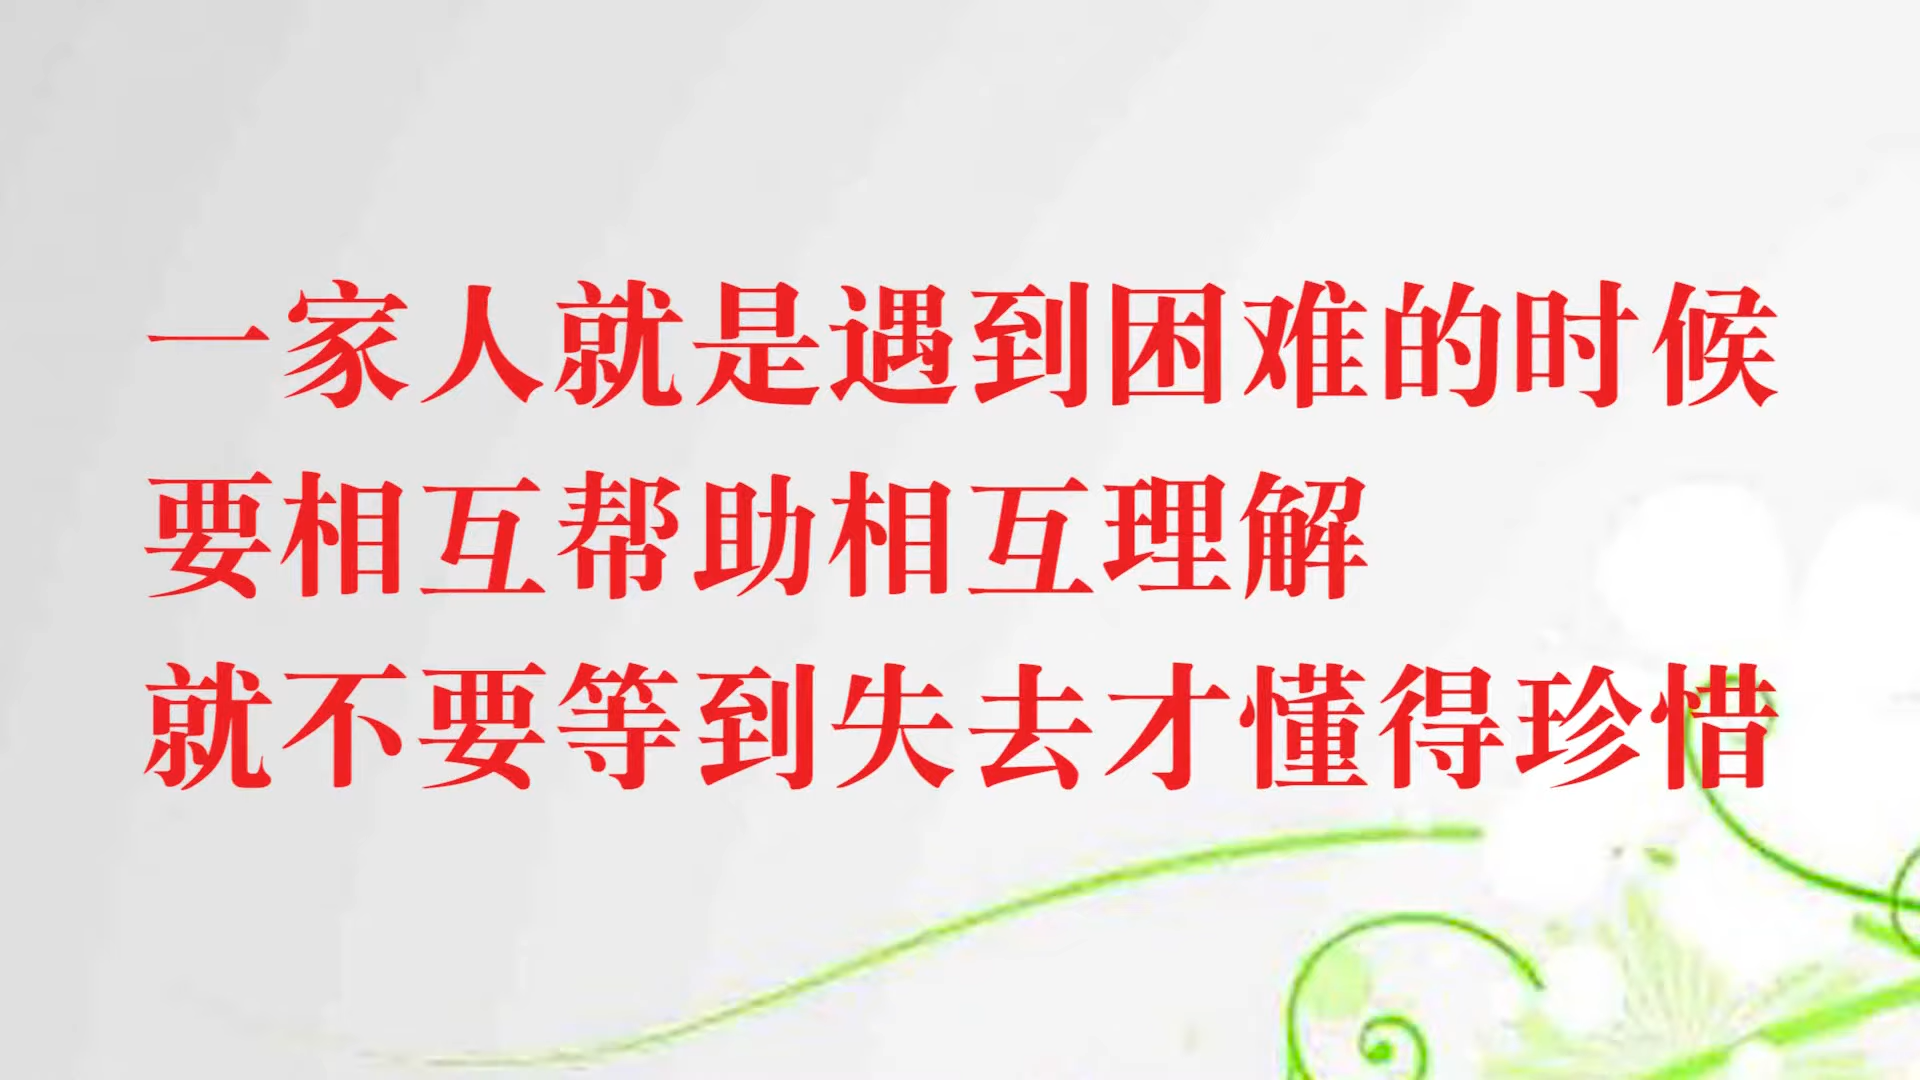 一家人就是遇到困难的时候
要相互帮助相互理解
就不要等到失去才懂得珍惜